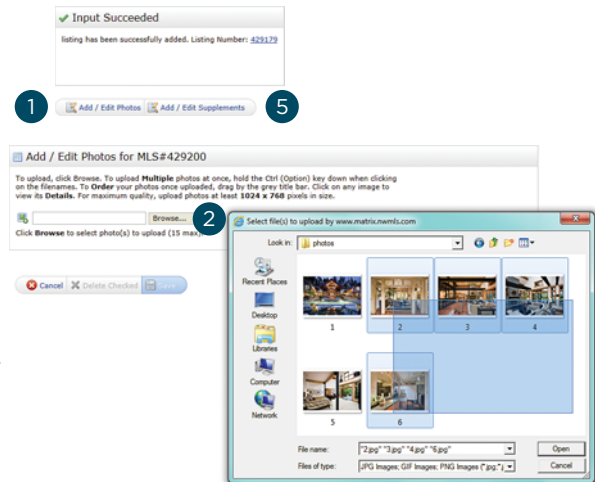 Input Succeeded
listing has been successfully added. Listing Number: 429179
1
Add / Edit Photos
Add / Edit Supplements
5
Add / Edit Photos for MLS#429200
To upload, click Browse. To upload Multiple photos at once, hold the Ctrl (Option) key down when clicking
on the filenames. To Order your photos once uploaded, drag by the grey title bar. Click on any image to
view its Details. For maximum quality, upload photos at least 1024 x 768 pixels in size.
Browse...
2
Click Browse to select photo(s) to upload (15 max).
Cancel
Delete Checked
Save
Select file(s) to upload by www.matrix.nwmls.com
Look in:
photos
Recent Places
Desktop
Libraries
Computer
Network
1
2
3
4
5
6
File name:
"2.jpg" "3.jpg" "4.jpg" "6.jpg"
Open
Files of type:
JPG Images; GIF Images; PNG Images (*.jpg;*.j
Cancel